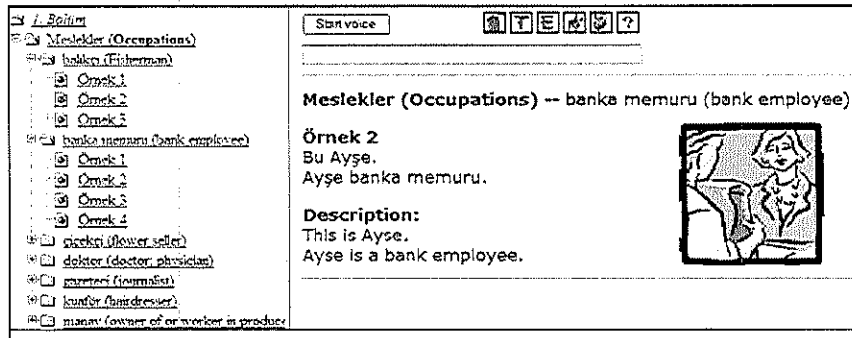 1. Bölüm
Meslekler (Occupations)
balıkçı (Fisherman)
Örnek 1
Örnek 2
Örnek 3
banka memuru (bank employee)
Örnek 1
Örnek 2
Örnek 3
Örnek 4
çiçekçi (flower seller)
doktor (doctor; physician)
gazeteci (journalist)
kuaför (hairdresser)
manav (owner of or worker in produce
Start voice
T E ?
Meslekler (Occupations) -- banka memuru (bank employee)
Örnek 2
Bu Ayşe.
Ayşe banka memuru.
Description:
This is Ayse.
Ayse is a bank employee.